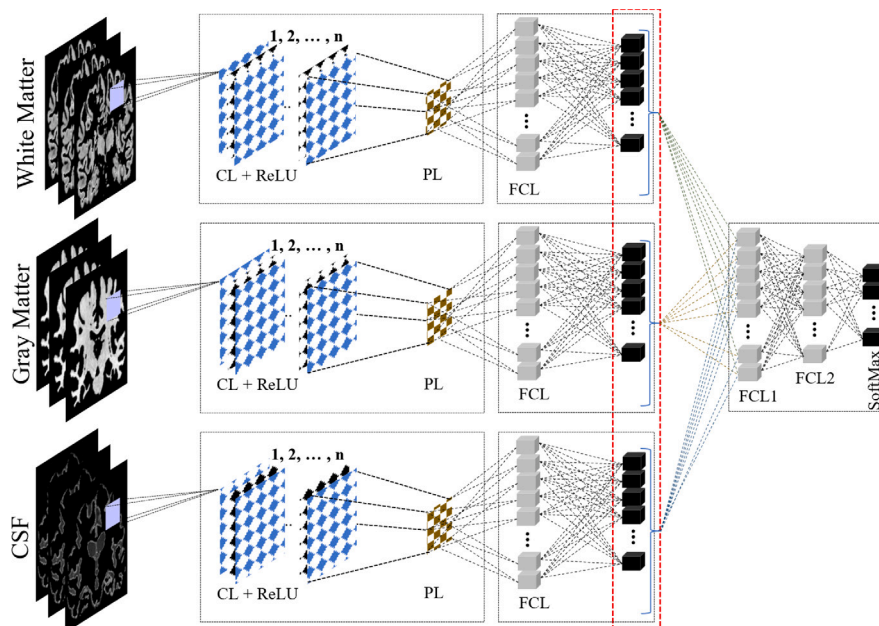 White Matter
1, 2, … , n
CL + ReLU
PL
FCL
Gray Matter
1, 2, … , n
CL + ReLU
PL
FCL
CSF
1, 2, … , n
CL + ReLU
PL
FCL
FCL1
FCL2
SoftMax